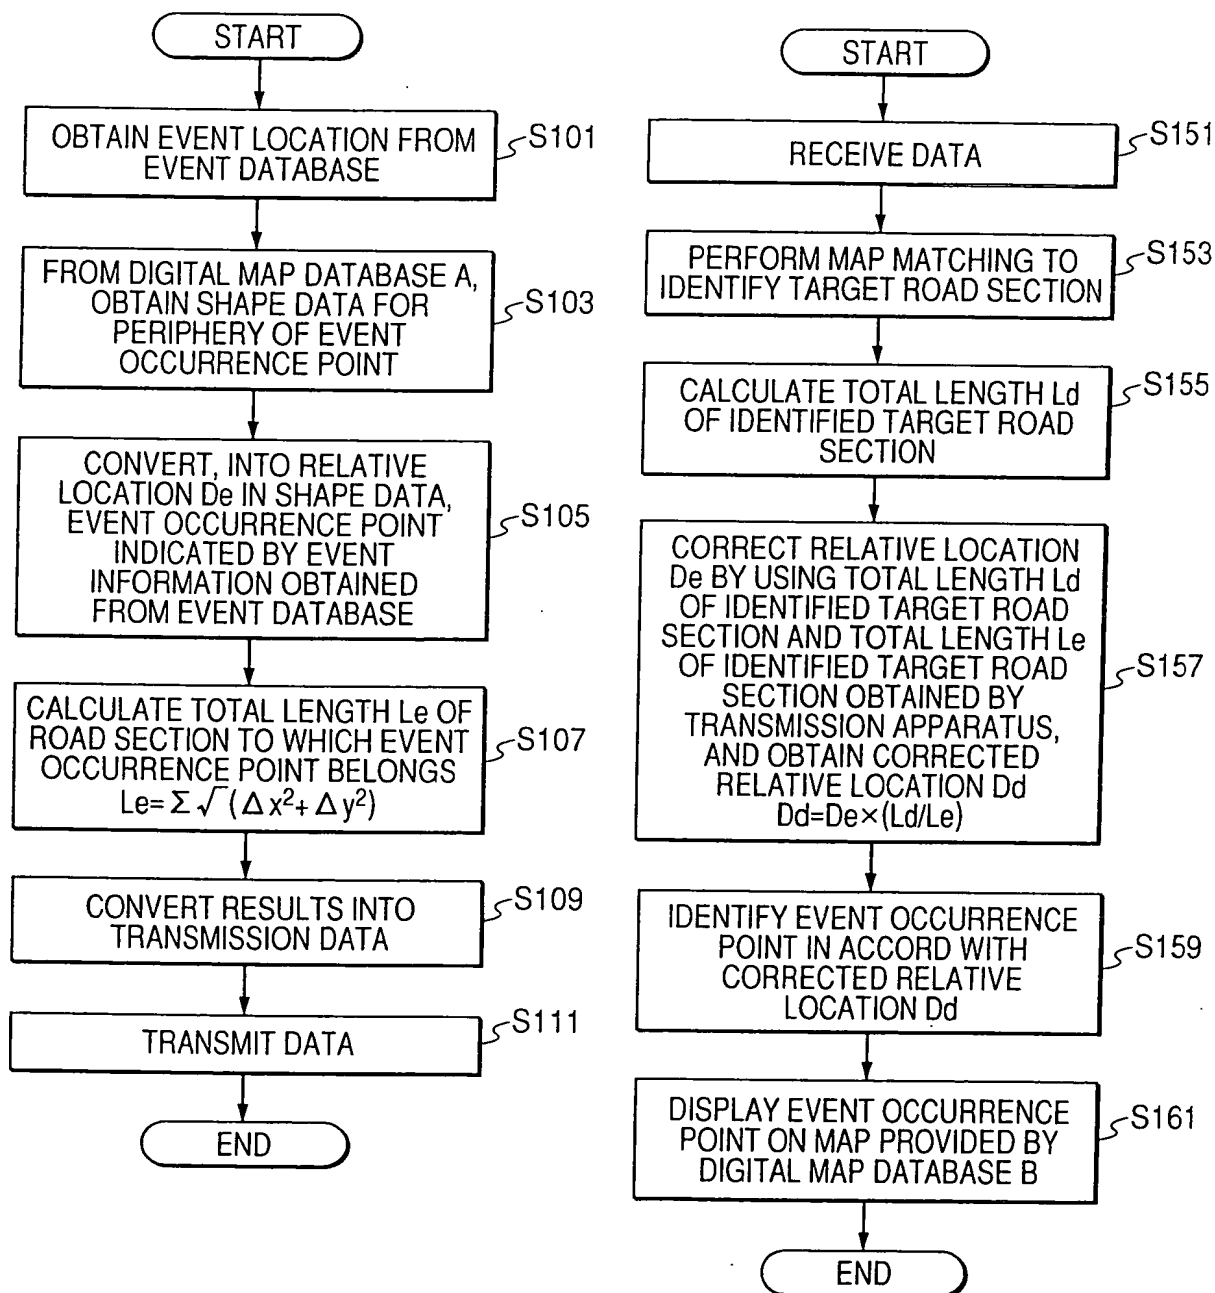 START
OBTAIN EVENT LOCATION FROM
EVENT DATABASE
S101
FROM DIGITAL MAP DATABASE A,
OBTAIN SHAPE DATA FOR
PERIPHERY OF EVENT
OCCURRENCE POINT
S103
CONVERT, INTO RELATIVE
LOCATION De IN SHAPE DATA,
EVENT OCCURRENCE POINT
INDICATED BY EVENT
INFORMATION OBTAINED
FROM EVENT DATABASE
S105
CALCULATE TOTAL LENGTH Le OF
ROAD SECTION TO WHICH EVENT
OCCURRENCE POINT BELONGS
Le=Σ√(Δx²+Δy²)
S107
CONVERT RESULTS INTO
TRANSMISSION DATA
S109
TRANSMIT DATA
S111
END
START
RECEIVE DATA
S151
PERFORM MAP MATCHING TO
IDENTIFY TARGET ROAD SECTION
S153
CALCULATE TOTAL LENGTH Ld
OF IDENTIFIED TARGET ROAD
SECTION
S155
CORRECT RELATIVE LOCATION
De BY USING TOTAL LENGTH Ld
OF IDENTIFIED TARGET ROAD
SECTION AND TOTAL LENGTH Le
OF IDENTIFIED TARGET ROAD
SECTION OBTAINED BY
TRANSMISSION APPARATUS,
AND OBTAIN CORRECTED
RELATIVE LOCATION Dd
Dd=De×(Ld/Le)
S157
IDENTIFY EVENT OCCURRENCE
POINT IN ACCORD WITH
CORRECTED RELATIVE
LOCATION Dd
S159
DISPLAY EVENT OCCURRENCE
POINT ON MAP PROVIDED BY
DIGITAL MAP DATABASE B
S161
END